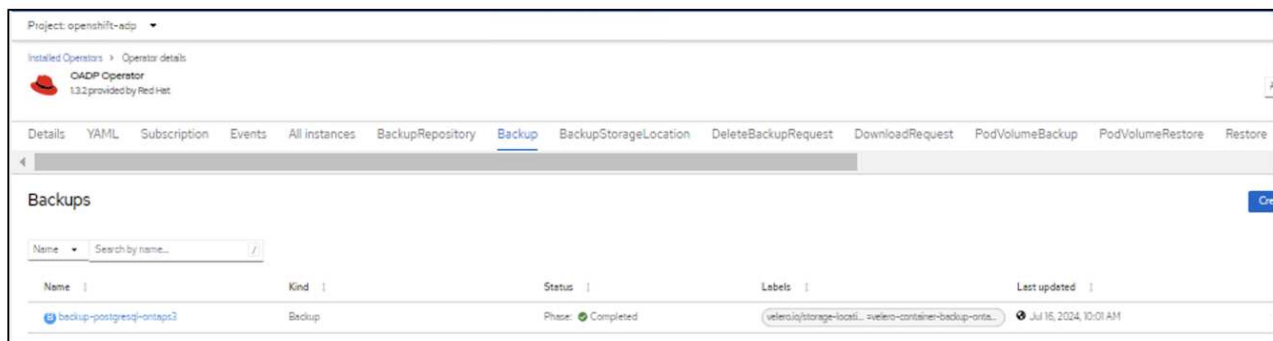 Project: openshift-adp
Installed Operators > Operator details
OADP Operator
1.3.2 provided by Red Hat
Details YAML Subscription Events All instances BackupRepository Backup BackupStorageLocation DeleteBackupRequest DownloadRequest PodVolumeBackup PodVolumeRestore Restore
Backups
Cre
Name Search by name... /
Name Kind Status Labels Last updated
B backup-postgresql-ontaps3 Backup Phase: Completed velero.io/storage-locati... =velero-container-backup-onta... Jul 16, 2024, 10:01 AM